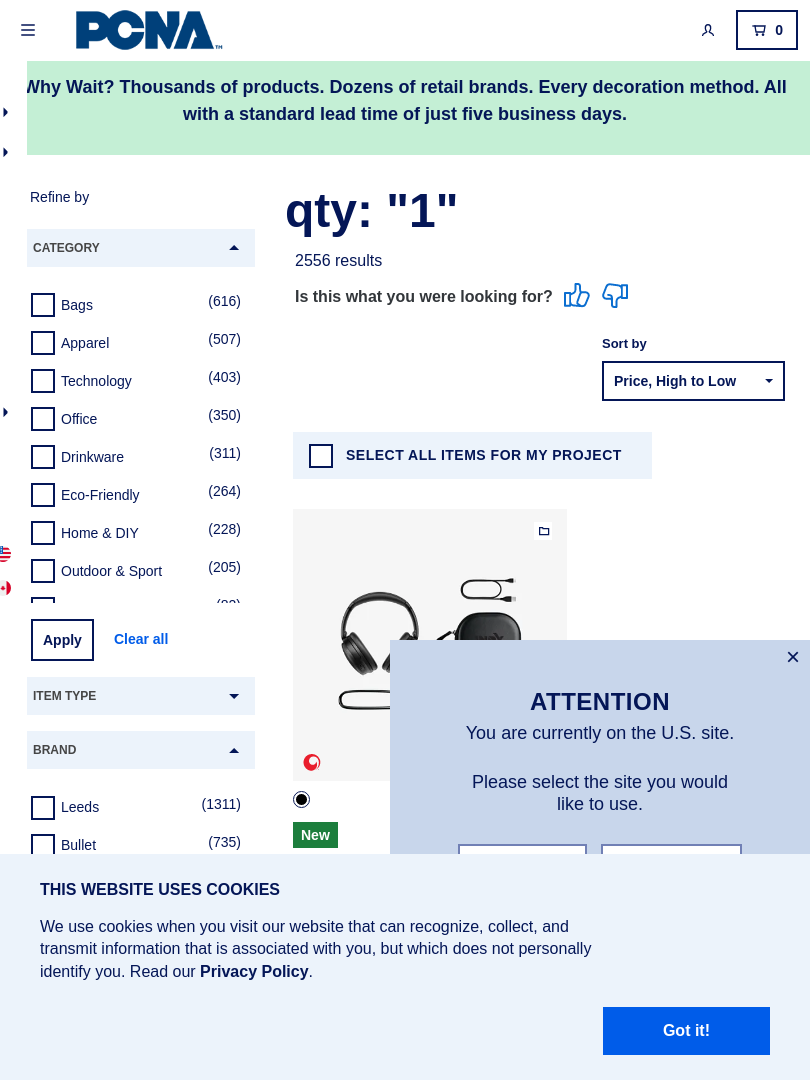 PCNA™
0
Why Wait? Thousands of products. Dozens of retail brands. Every decoration method. All
with a standard lead time of just five business days.
Refine by
CATEGORY
Bags (616)
Apparel (507)
Technology (403)
Office (350)
Drinkware (311)
Eco-Friendly (264)
Home & DIY (228)
Outdoor & Sport (205)
Apply
Clear all
ITEM TYPE
BRAND
Leeds (1311)
Bullet (735)
qty: "1"
2556 results
Is this what you were looking for?
Sort by
Price, High to Low
SELECT ALL ITEMS FOR MY PROJECT
New
×
ATTENTION
You are currently on the U.S. site.
Please select the site you would
like to use.
THIS WEBSITE USES COOKIES
We use cookies when you visit our website that can recognize, collect, and
transmit information that is associated with you, but which does not personally
identify you. Read our Privacy Policy.
Got it!